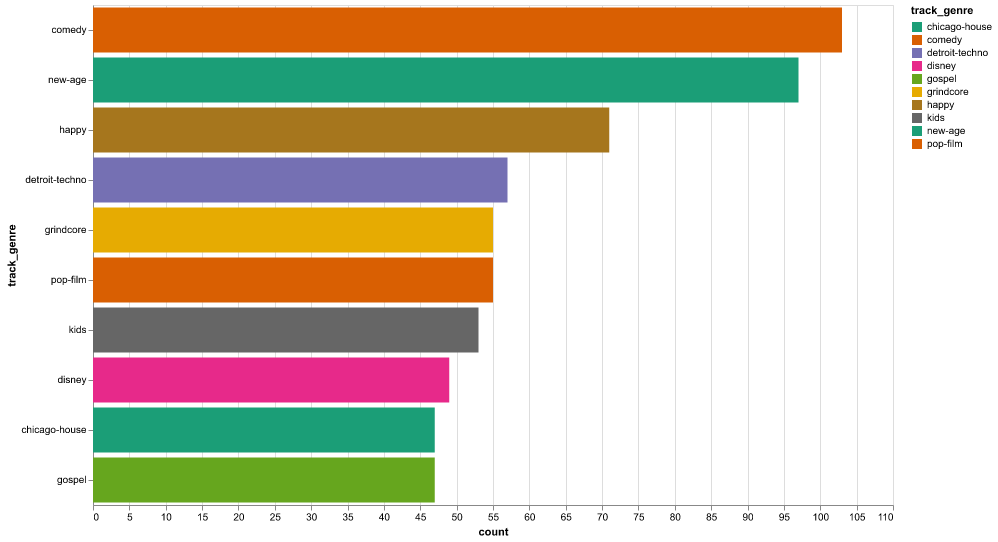 track_genre
comedy
new-age
happy
detroit-techno
grindcore
pop-film
kids
disney
chicago-house
gospel
0 5 10 15 20 25 30 35 40 45 50 55 60 65 70 75 80 85 90 95 100 105 110
count
track_genre
chicago-house
comedy
detroit-techno
disney
gospel
grindcore
happy
kids
new-age
pop-film